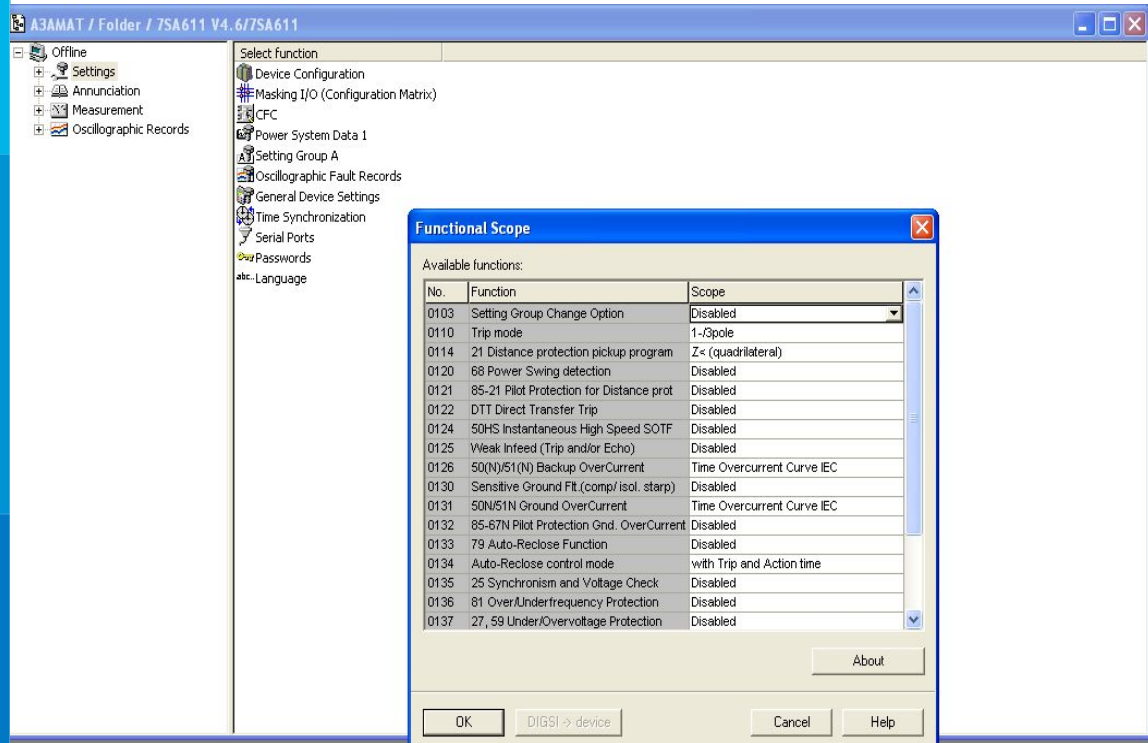 A3AMAT / Folder / 7SA611 V4.6/7SA611
Offline
Settings
Annunciation
Measurement
Oscillographic Records
Select function
Device Configuration
Masking I/O (Configuration Matrix)
CFC
Power System Data 1
Setting Group A
Oscillographic Fault Records
General Device Settings
Time Synchronization
Serial Ports
Passwords
abc.. Language
Functional Scope
Available functions:
No. Function Scope
0103 Setting Group Change Option Disabled
0110 Trip mode 1-/3pole
0114 21 Distance protection pickup program Z< (quadrilateral)
0120 68 Power Swing detection Disabled
0121 85-21 Pilot Protection for Distance prot Disabled
0122 DTT Direct Transfer Trip Disabled
0124 50HS Instantaneous High Speed SOTF Disabled
0125 Weak Infeed (Trip and/or Echo) Disabled
0126 50(N)/51(N) Backup OverCurrent Time Overcurrent Curve IEC
0130 Sensitive Ground Flt.(comp/ isol. starp) Disabled
0131 50N/51N Ground OverCurrent Time Overcurrent Curve IEC
0132 85-67N Pilot Protection Gnd. OverCurrent Disabled
0133 79 Auto-Reclose Function Disabled
0134 Auto-Reclose control mode with Trip and Action time
0135 25 Synchronism and Voltage Check Disabled
0136 81 Over/Underfrequency Protection Disabled
0137 27, 59 Under/Overvoltage Protection Disabled
About
OK DIGSI -> device Cancel Help